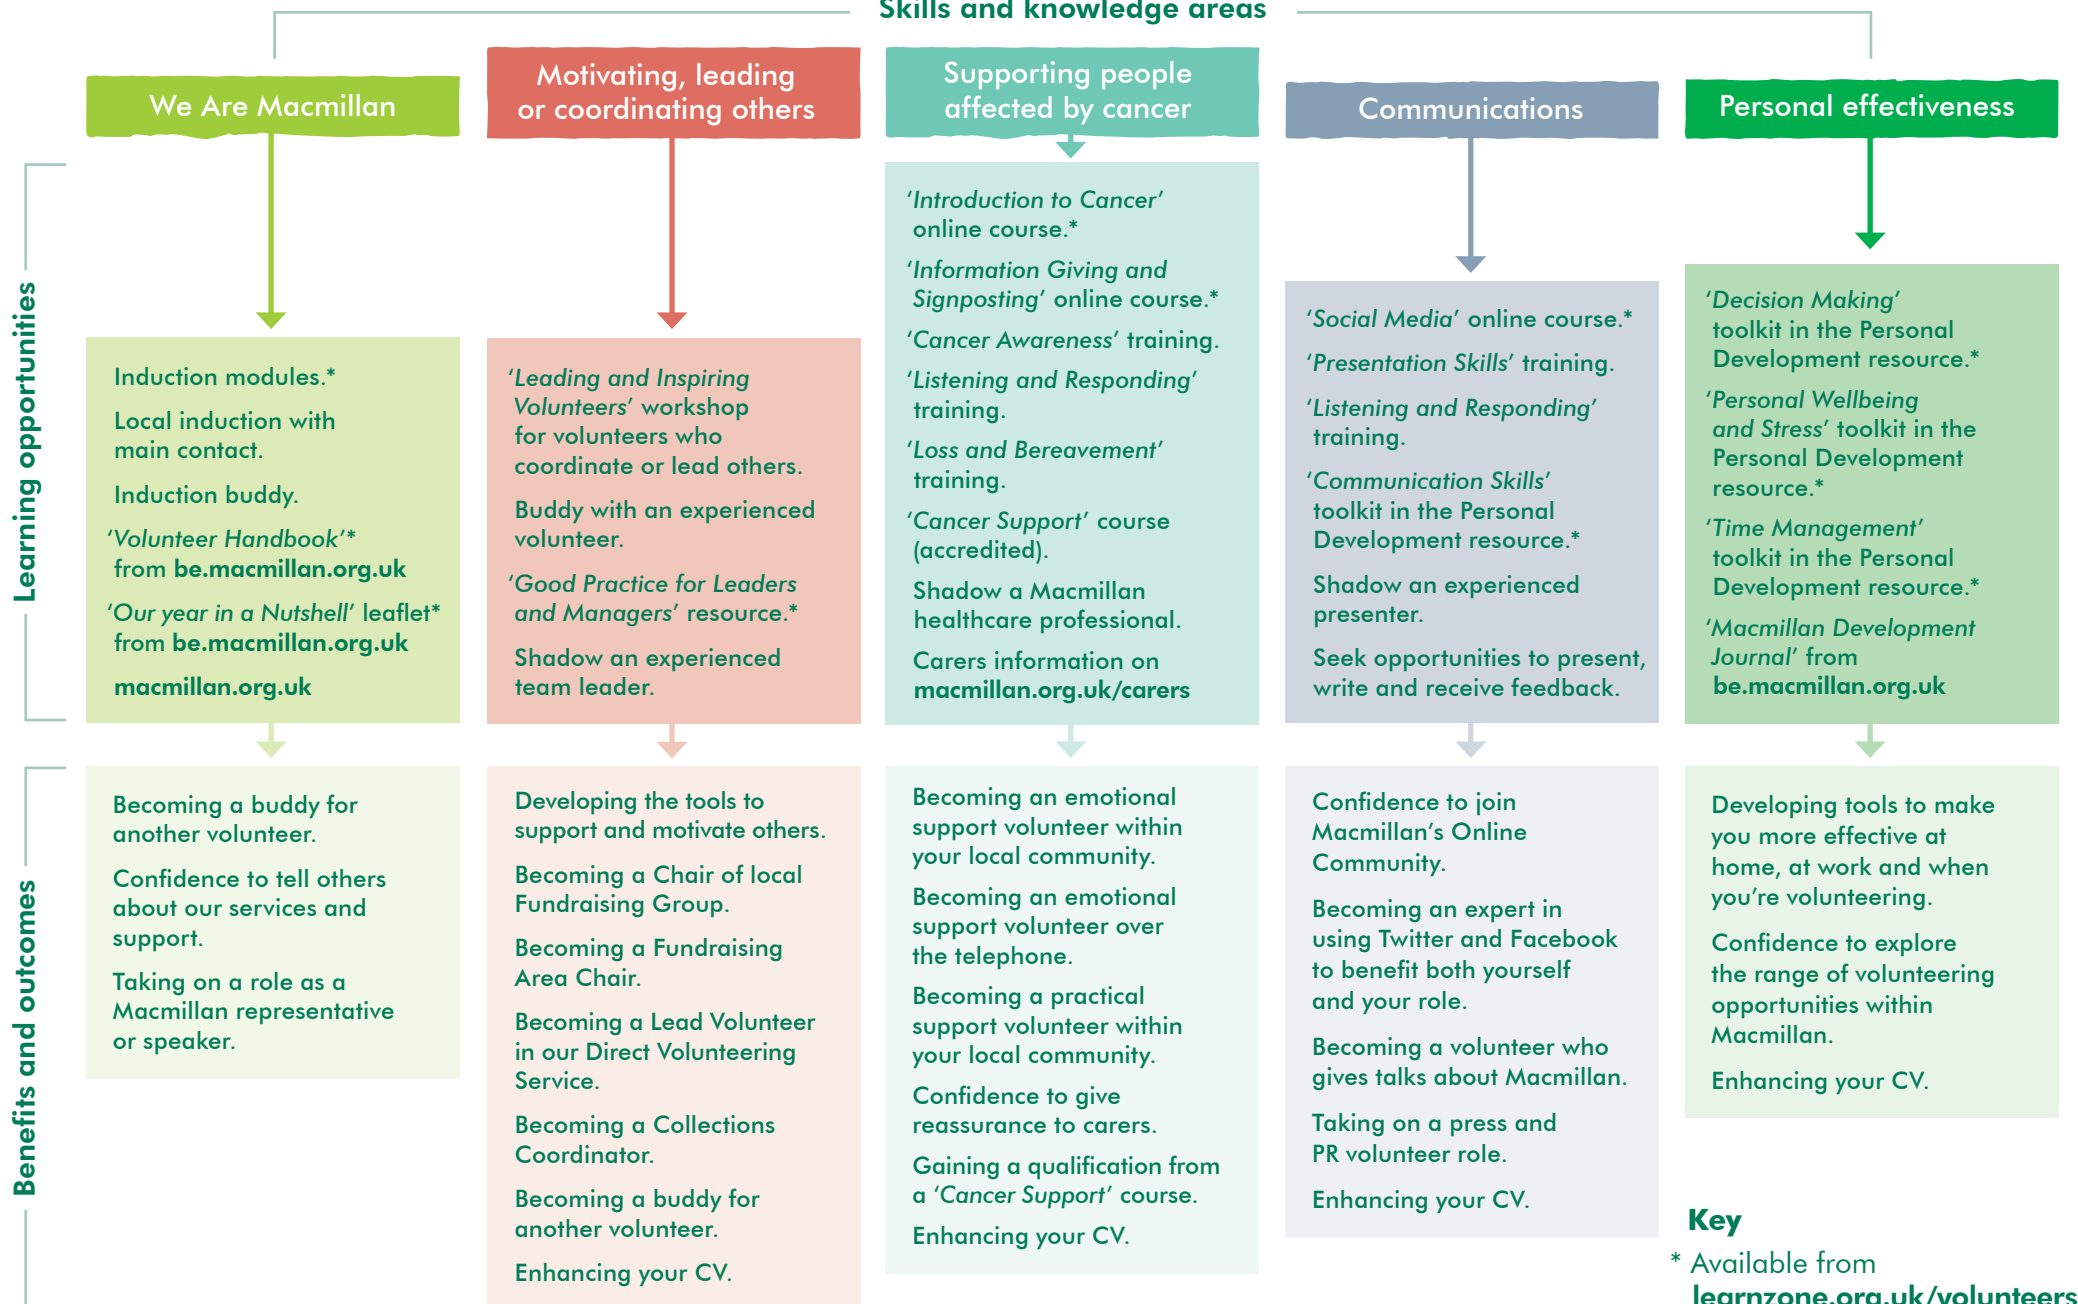 Skills and knowledge areas
We Are Macmillan
Motivating, leading
or coordinating others
Supporting people
affected by cancer
Communications
Personal effectiveness
Learning opportunities
Induction modules.*
Local induction with
main contact.
Induction buddy.
‘Volunteer Handbook’*
from be.macmillan.org.uk
‘Our year in a Nutshell’ leaflet*
from be.macmillan.org.uk
macmillan.org.uk
‘Leading and Inspiring
Volunteers’ workshop
for volunteers who
coordinate or lead others.
Buddy with an experienced
volunteer.
‘Good Practice for Leaders
and Managers’ resource.*
Shadow an experienced
team leader.
‘Introduction to Cancer’
online course.*
‘Information Giving and
Signposting’ online course.*
‘Cancer Awareness’ training.
‘Listening and Responding’
training.
‘Loss and Bereavement’
training.
‘Cancer Support’ course
(accredited).
Shadow a Macmillan
healthcare professional.
Carers information on
macmillan.org.uk/carers
‘Social Media’ online course.*
‘Presentation Skills’ training.
‘Listening and Responding’
training.
‘Communication Skills’
toolkit in the Personal
Development resource.*
Shadow an experienced
presenter.
Seek opportunities to present,
write and receive feedback.
‘Decision Making’
toolkit in the Personal
Development resource.*
‘Personal Wellbeing
and Stress’ toolkit in the
Personal Development
resource.*
‘Time Management’
toolkit in the Personal
Development resource.*
‘Macmillan Development
Journal’ from
be.macmillan.org.uk
Benefits and outcomes
Becoming a buddy for
another volunteer.
Confidence to tell others
about our services and
support.
Taking on a role as a
Macmillan representative
or speaker.
Developing the tools to
support and motivate others.
Becoming a Chair of local
Fundraising Group.
Becoming a Fundraising
Area Chair.
Becoming a Lead Volunteer
in our Direct Volunteering
Service.
Becoming a Collections
Coordinator.
Becoming a buddy for
another volunteer.
Enhancing your CV.
Becoming an emotional
support volunteer within
your local community.
Becoming an emotional
support volunteer over
the telephone.
Becoming a practical
support volunteer within
your local community.
Confidence to give
reassurance to carers.
Gaining a qualification from
a ‘Cancer Support’ course.
Enhancing your CV.
Confidence to join
Macmillan’s Online
Community.
Becoming an expert in
using Twitter and Facebook
to benefit both yourself
and your role.
Becoming a volunteer who
gives talks about Macmillan.
Taking on a press and
PR volunteer role.
Enhancing your CV.
Developing tools to make
you more effective at
home, at work and when
you’re volunteering.
Confidence to explore
the range of volunteering
opportunities within
Macmillan.
Enhancing your CV.
Key
* Available from
learnzone.org.uk/volunteers